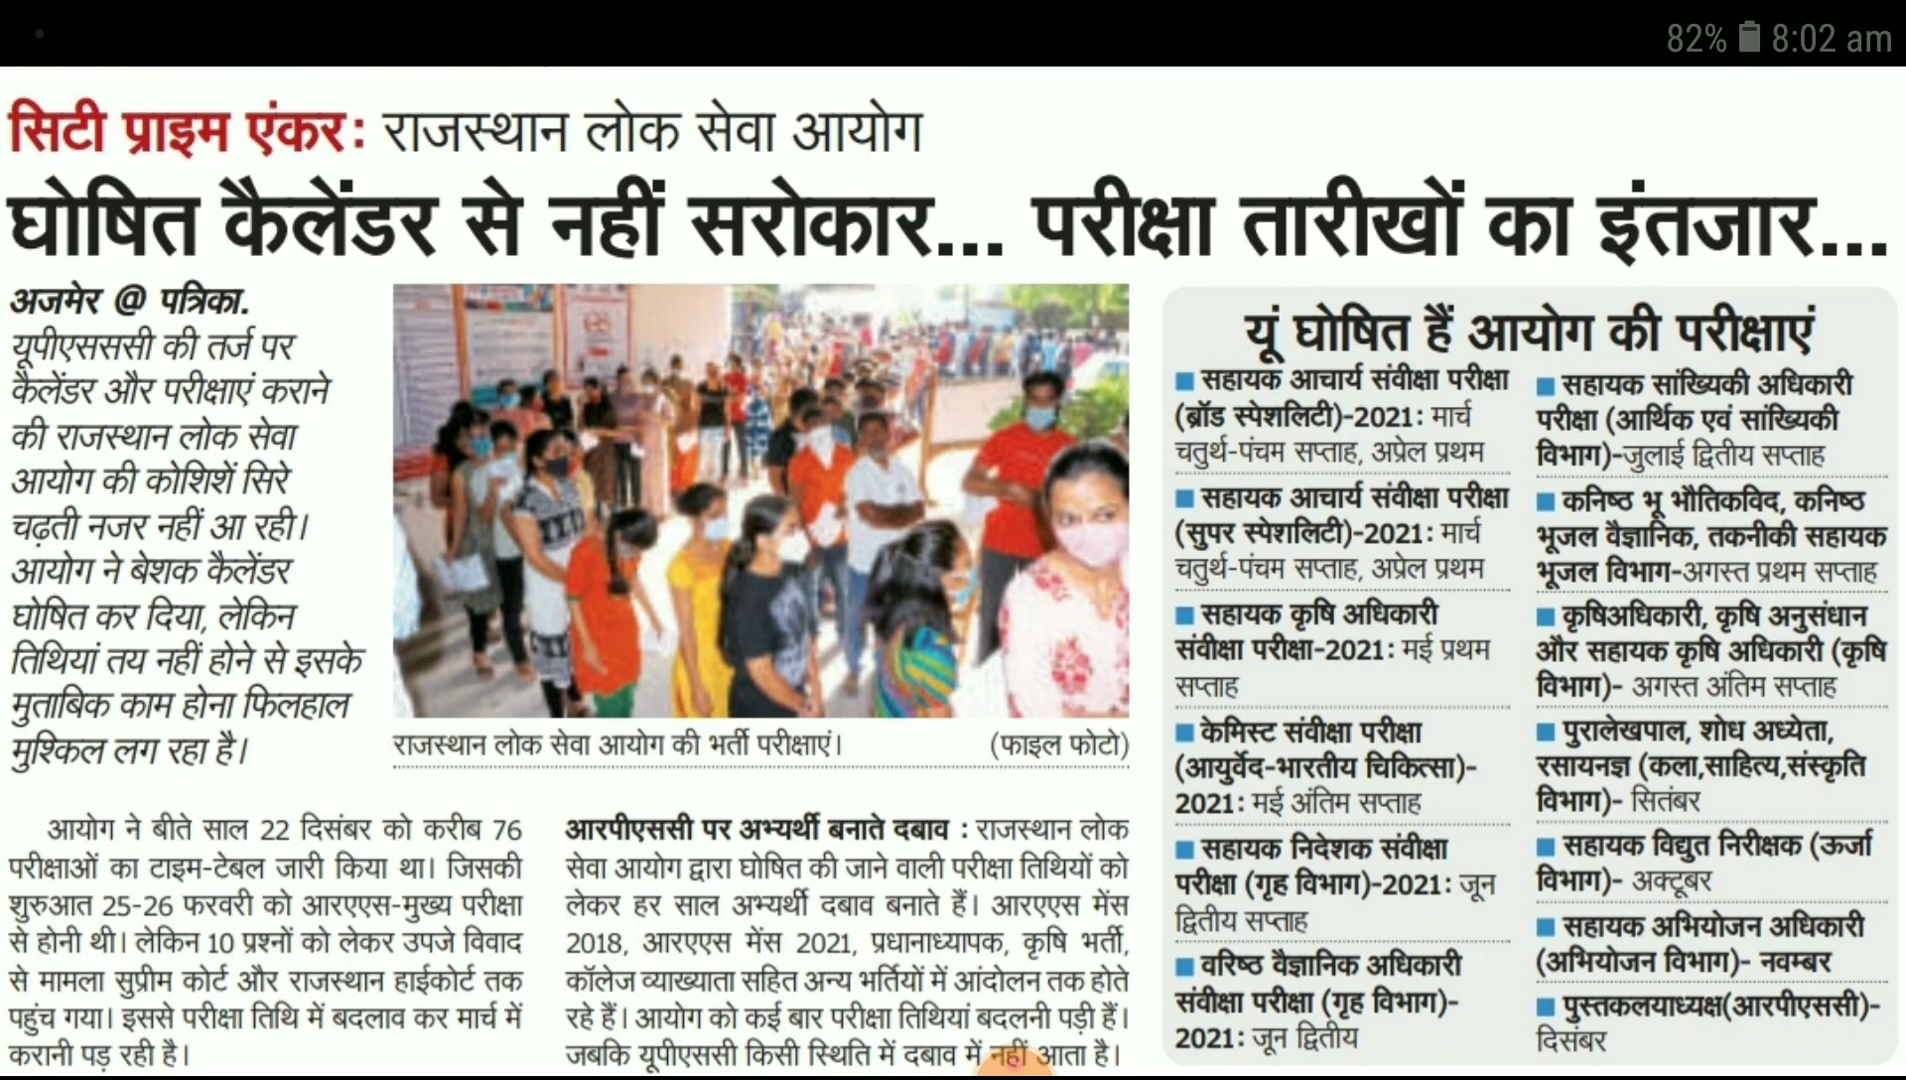 82% 8:02 am
सिटी प्राइम एंकर: राजस्थान लोक सेवा आयोग
घोषित कैलेंडर से नहीं सरोकार... परीक्षा तारीखों का इंतजार...
अजमेर @ पत्रिका.
यूपीएसससी की तर्ज पर
कैलेंडर और परीक्षाएं कराने
की राजस्थान लोक सेवा
आयोग की कोशिशें सिरे
चढ़ती नजर नहीं आ रही।
आयोग ने बेशक कैलेंडर
घोषित कर दिया, लेकिन
तिथियां तय नहीं होने से इसके
मुताबिक काम होना फिलहाल
मुश्किल लग रहा है।
राजस्थान लोक सेवा आयोग की भर्ती परीक्षाएं। (फाइल फोटो)
आयोग ने बीते साल 22 दिसंबर को करीब 76
परीक्षाओं का टाइम-टेबल जारी किया था। जिसकी
शुरुआत 25-26 फरवरी को आरएएस-मुख्य परीक्षा
से होनी थी। लेकिन 10 प्रश्नों को लेकर उपजे विवाद
से मामला सुप्रीम कोर्ट और राजस्थान हाईकोर्ट तक
पहुंच गया। इससे परीक्षा तिथि में बदलाव कर मार्च में
करानी पड़ रही है।
आरपीएससी पर अभ्यर्थी बनाते दबाव : राजस्थान लोक
सेवा आयोग द्वारा घोषित की जाने वाली परीक्षा तिथियों को
लेकर हर साल अभ्यर्थी दबाव बनाते हैं। आरएएस मेंस
2018, आरएएस मेंस 2021, प्रधानाध्यापक, कृषि भर्ती,
कॉलेज व्याख्याता सहित अन्य भर्तियों में आंदोलन तक होते
रहे हैं। आयोग को कई बार परीक्षा तिथियां बदलनी पड़ी हैं।
जबकि यूपीएससी किसी स्थिति में दबाव में नहीं आता है।
यूं घोषित हैं आयोग की परीक्षाएं
सहायक आचार्य संवीक्षा परीक्षा
(ब्रॉड स्पेशलिटी)-2021: मार्च
चतुर्थ-पंचम सप्ताह, अप्रेल प्रथम
सहायक आचार्य संवीक्षा परीक्षा
(सुपर स्पेशलिटी)-2021: मार्च
चतुर्थ-पंचम सप्ताह, अप्रेल प्रथम
सहायक कृषि अधिकारी
संवीक्षा परीक्षा-2021: मई प्रथम
सप्ताह
केमिस्ट संवीक्षा परीक्षा
(आयुर्वेद-भारतीय चिकित्सा)-
2021: मई अंतिम सप्ताह
सहायक निदेशक संवीक्षा
परीक्षा (गृह विभाग)-2021: जून
द्वितीय सप्ताह
वरिष्ठ वैज्ञानिक अधिकारी
संवीक्षा परीक्षा (गृह विभाग)-
2021: जून द्वितीय
सहायक सांख्यिकी अधिकारी
परीक्षा (आर्थिक एवं सांख्यिकी
विभाग)-जुलाई द्वितीय सप्ताह
कनिष्ठ भू भौतिकविद, कनिष्ठ
भूजल वैज्ञानिक, तकनीकी सहायक
भूजल विभाग-अगस्त प्रथम सप्ताह
कृषिअधिकारी, कृषि अनुसंधान
और सहायक कृषि अधिकारी (कृषि
विभाग)- अगस्त अंतिम सप्ताह
पुरालेखपाल, शोध अध्येता,
रसायनज्ञ (कला,साहित्य,संस्कृति
विभाग)- सितंबर
सहायक विद्युत निरीक्षक (ऊर्जा
विभाग)- अक्टूबर
सहायक अभियोजन अधिकारी
(अभियोजन विभाग)- नवम्बर
पुस्तकलयाध्यक्ष(आरपीएससी)-
दिसंबर